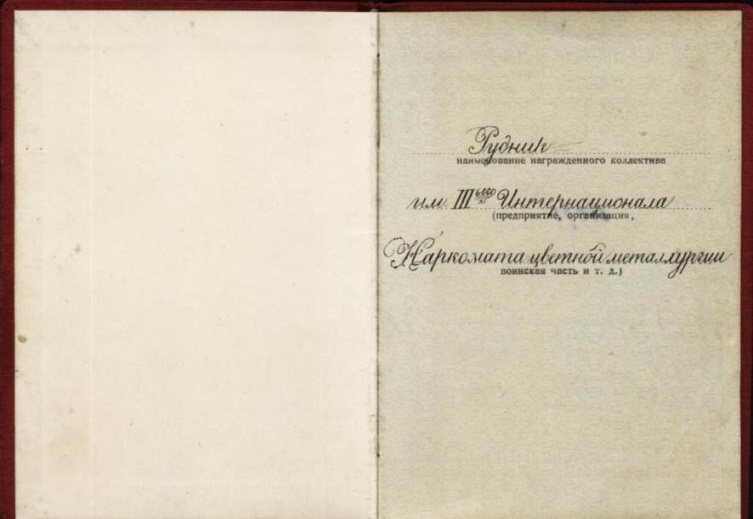 Рудник
наименование награжденного коллектива
им. III го Интернационала
(предприятие, организация,
Наркомата цветной металлургии
воинская часть и т. д.)